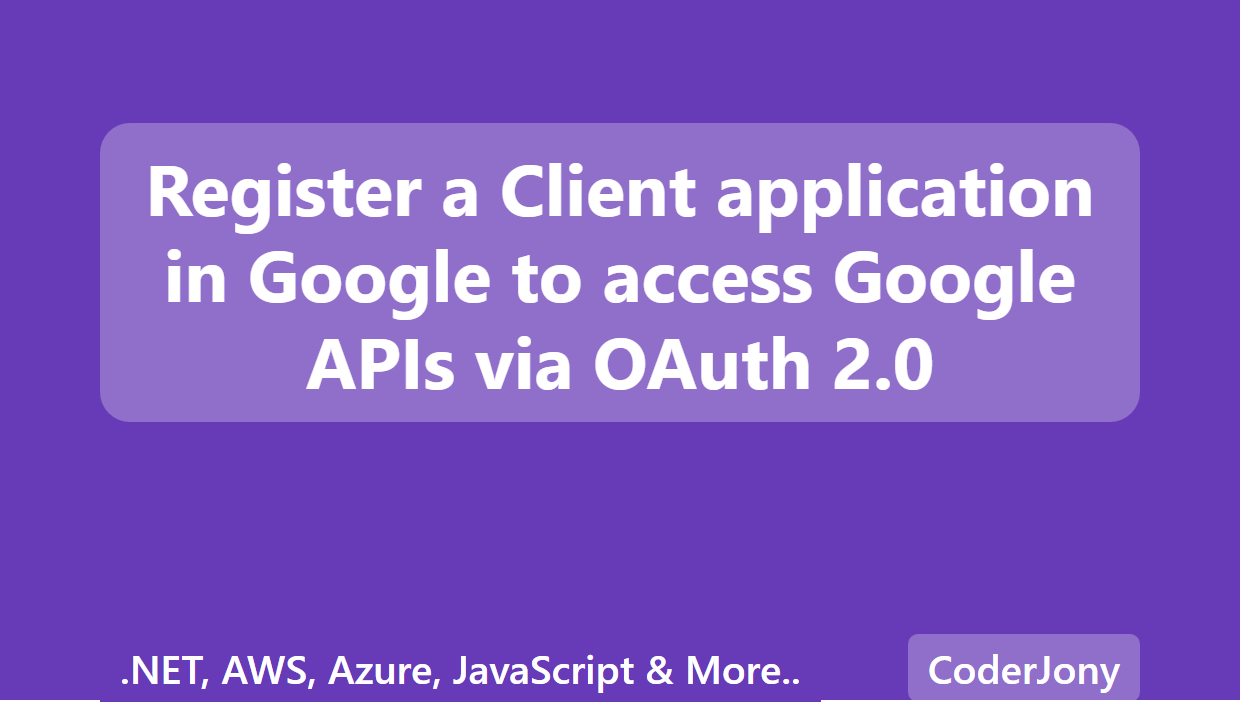 Register a Client application
in Google to access Google
APIs via OAuth 2.0
.NET, AWS, Azure, JavaScript & More..
CoderJony